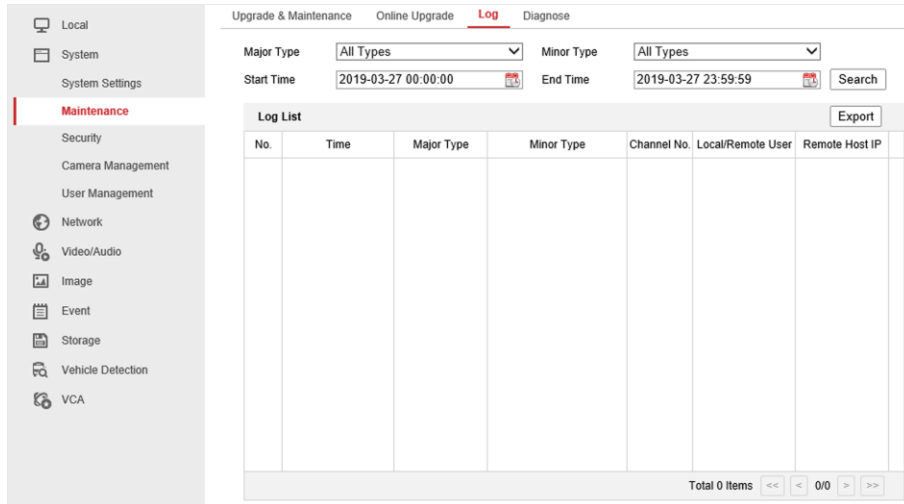 Local
System
System Settings
Maintenance
Security
Camera Management
User Management
Network
Video/Audio
Image
Event
Storage
Vehicle Detection
VCA
Upgrade & Maintenance Online Upgrade Log Diagnose
Major Type All Types Minor Type All Types
Start Time 2019-03-27 00:00:00 End Time 2019-03-27 23:59:59 Search
Log List Export
No. Time Major Type Minor Type Channel No. Local/Remote User Remote Host IP
Total 0 Items << < 0/0 > >>